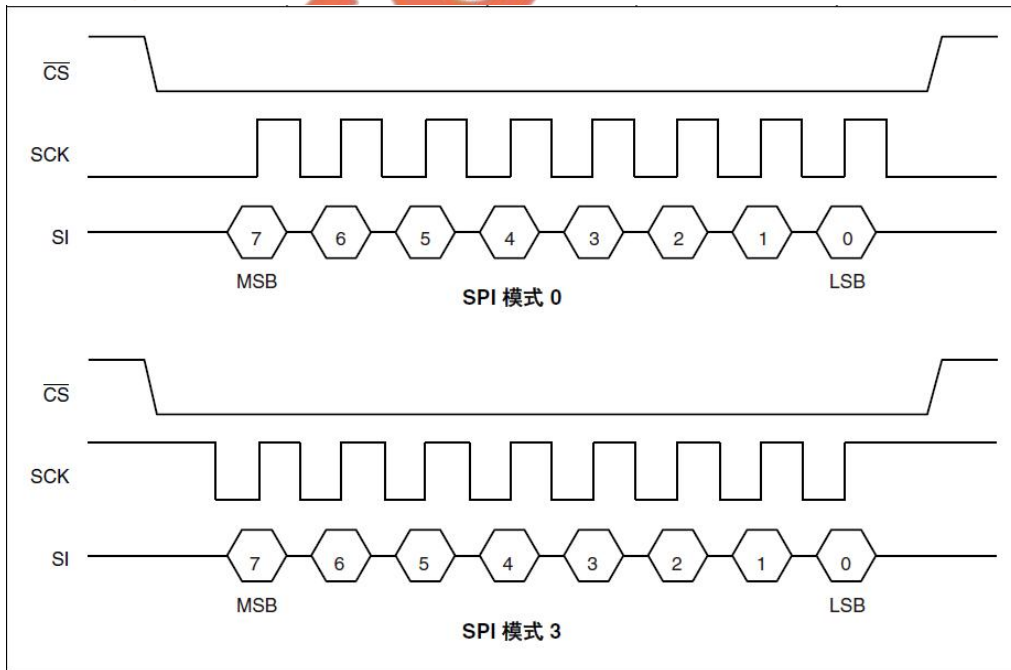 CS
SCK
SI
7 6 5 4 3 2 1 0
MSB LSB
SPI 模式 0
CS
SCK
SI
7 6 5 4 3 2 1 0
MSB LSB
SPI 模式 3